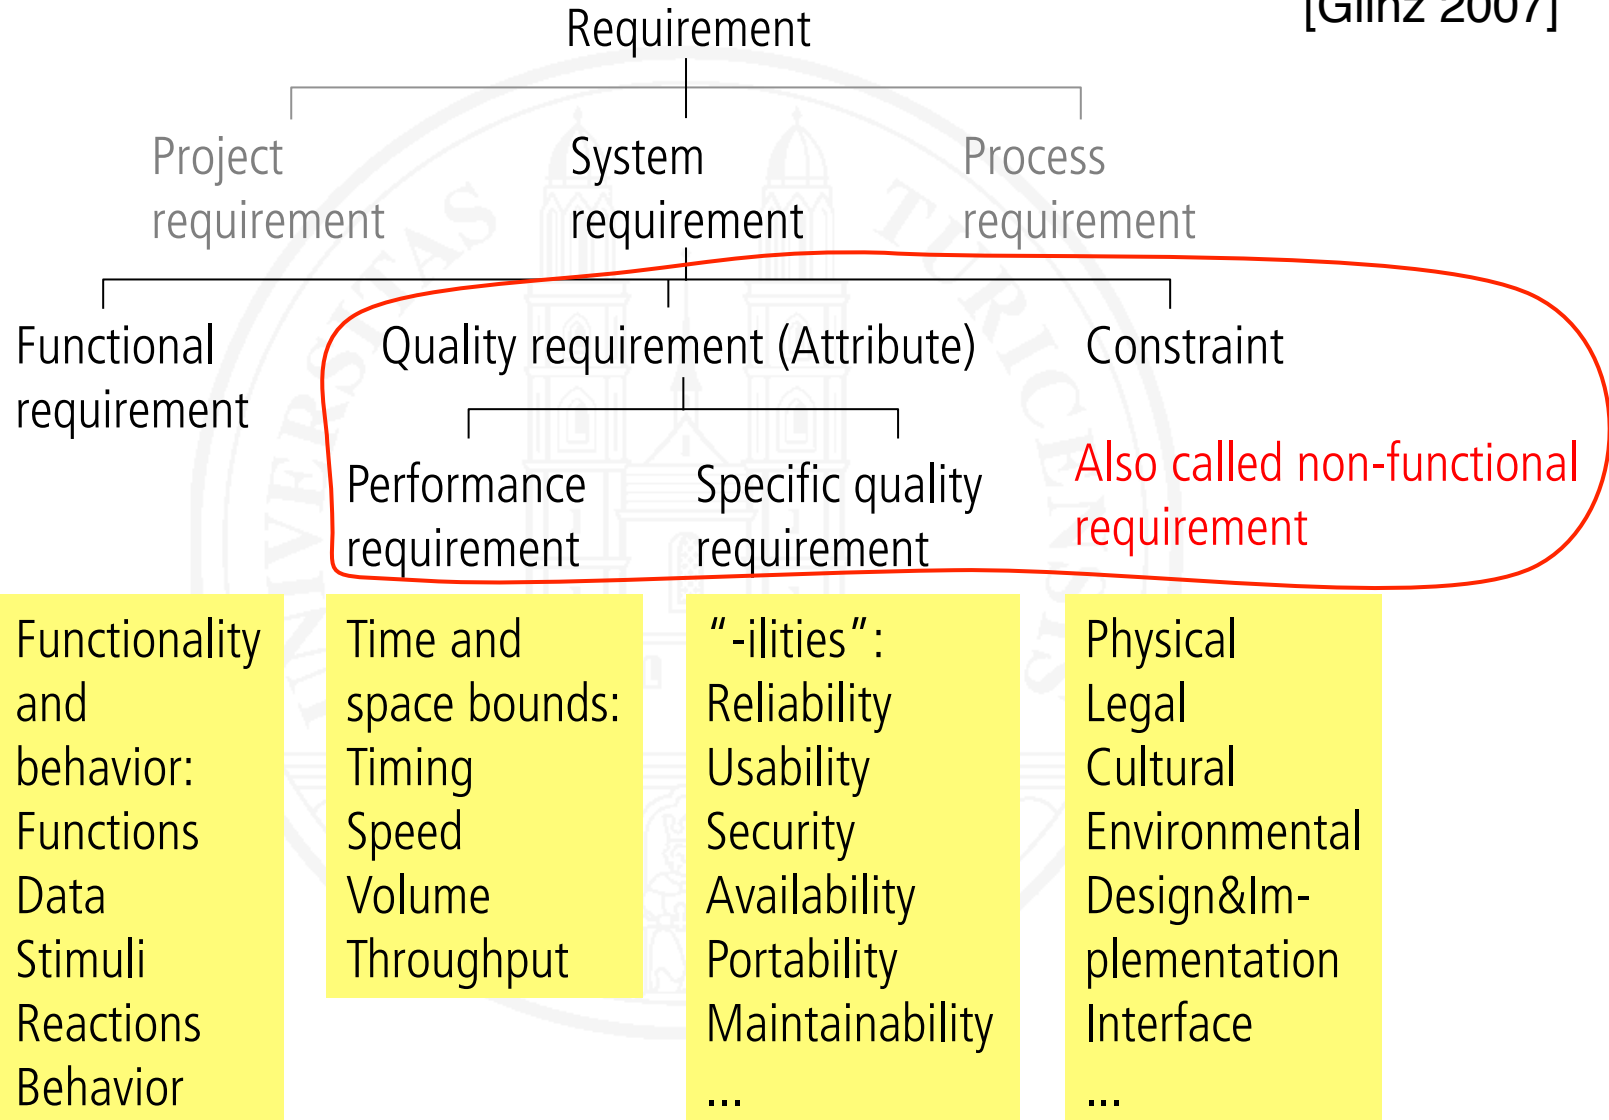 [Glinz 2007]
Requirement
Project
requirement
System
requirement
Process
requirement
Functional
requirement
Quality requirement (Attribute)
Constraint
Performance
requirement
Specific quality
requirement
Also called non-functional
requirement
Functionality
and
behavior:
Functions
Data
Stimuli
Reactions
Behavior
Time and
space bounds:
Timing
Speed
Volume
Throughput
“-ilities”:
Reliability
Usability
Security
Availability
Portability
Maintainability
...
Physical
Legal
Cultural
Environmental
Design&Im-
plementation
Interface
...
UNIVERSITAS
TURICENSIS